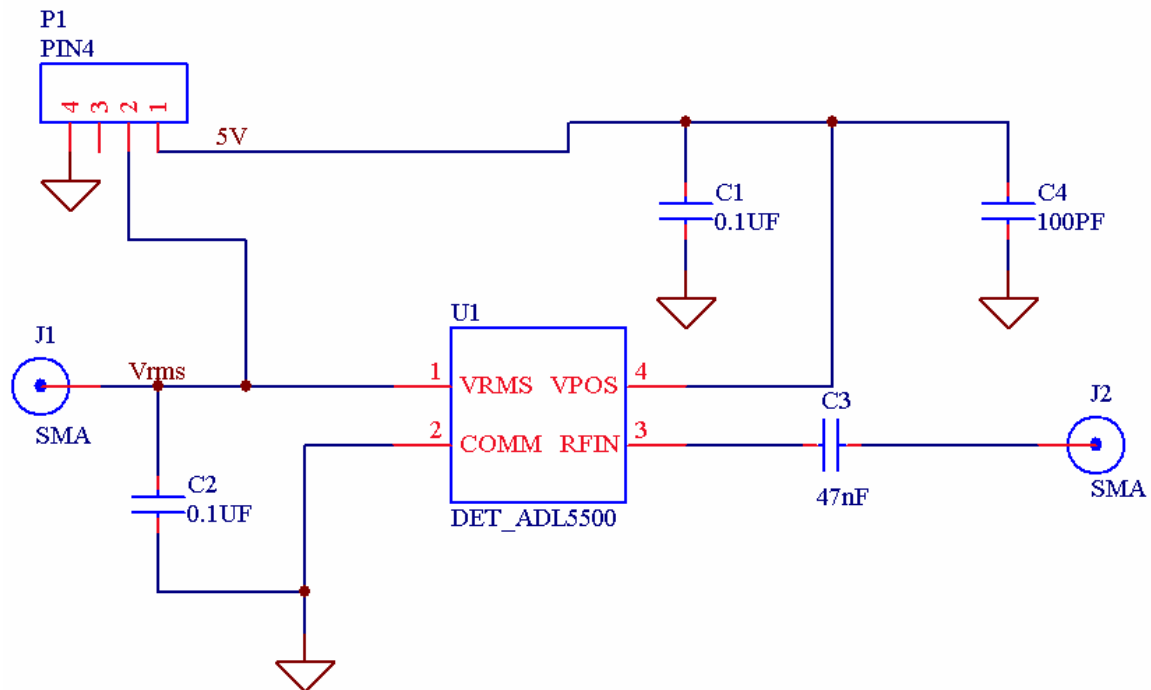 P1
PIN4
4 3 2 1
5V
C1
0.1UF
C4
100PF
U1
J1
Vrms
1 VRMS VPOS 4
C3
J2
2 COMM RFIN 3
SMA
C2
0.1UF
47nF
SMA
DET_ADL5500